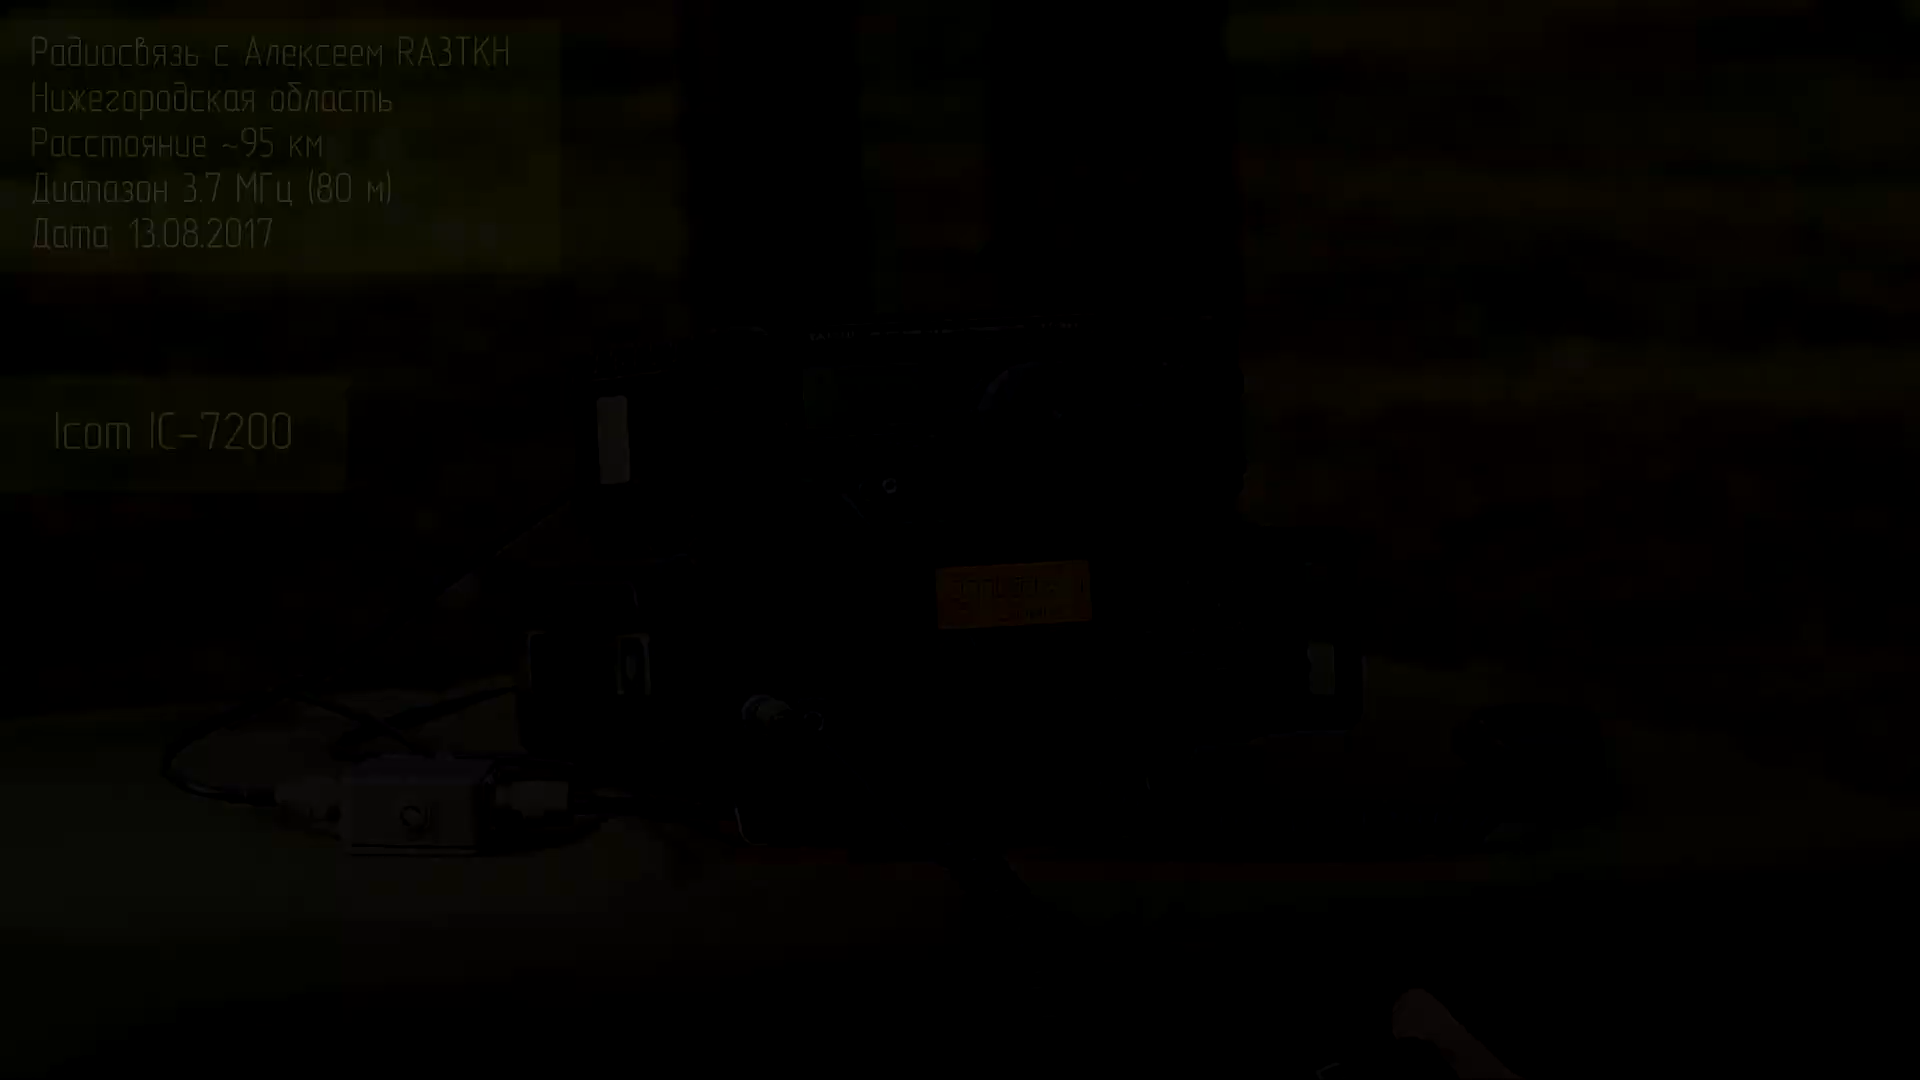 Радиосвязь с Алексеем RA3TKH
Нижегородская область
Расстояние ~95 км
Диапазон 3.7 МГц (80 м)
Дата 13.08.2017
Icom IC-7200